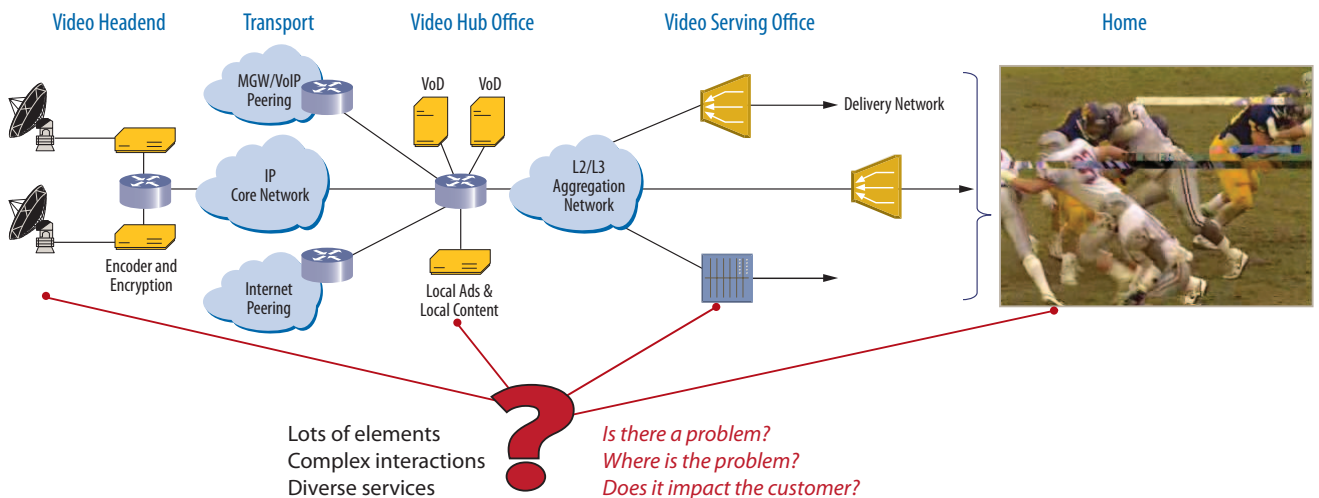 Video Headend
Transport
Video Hub Office
Video Serving Office
Home
MGW/VoIP
Peering
VoD
VoD
Delivery Network
IP
Core Network
L2/L3
Aggregation
Network
Encoder and
Encryption
Internet
Peering
Local Ads &
Local Content
?
Lots of elements
Complex interactions
Diverse services
Is there a problem?
Where is the problem?
Does it impact the customer?